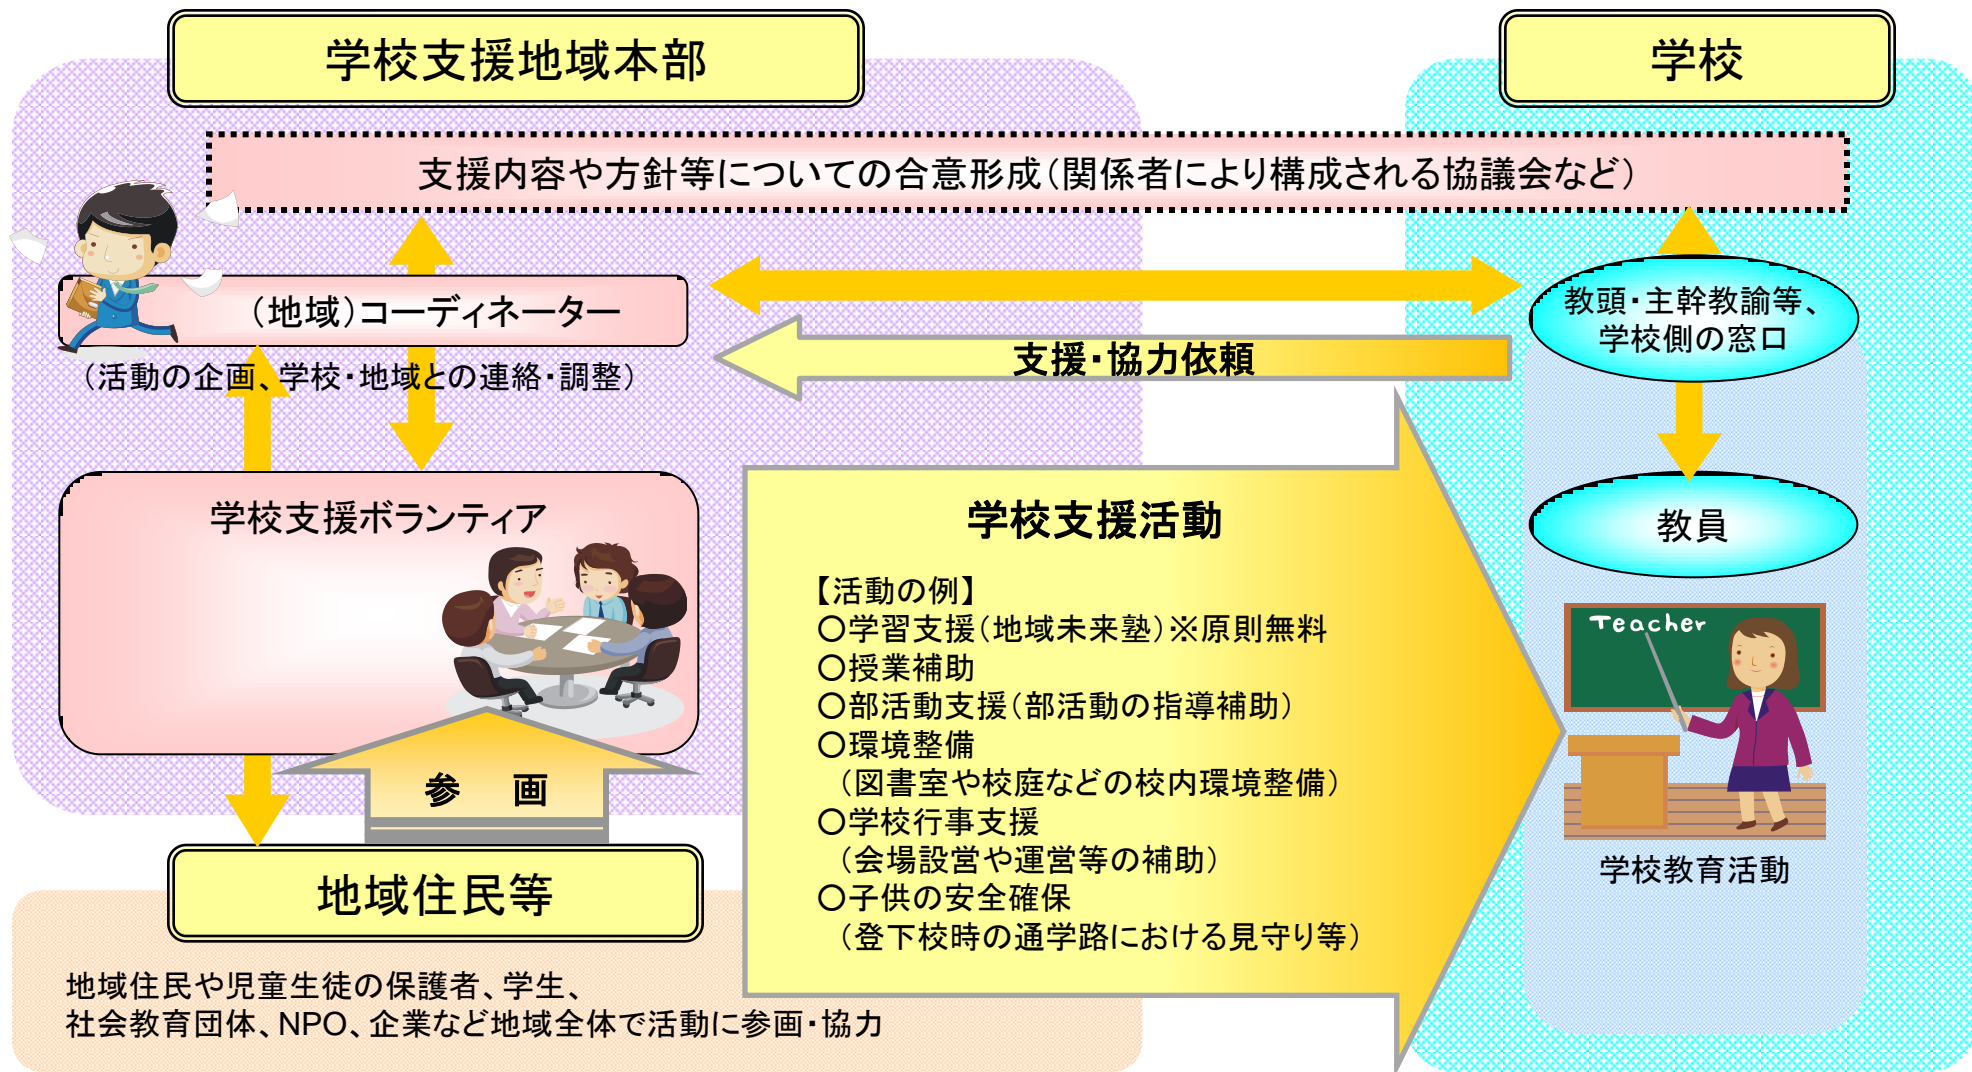 学校支援地域本部
学校
支援内容や方針等についての合意形成（関係者により構成される協議会など）
（地域）コーディネーター
（活動の企画、学校・地域との連絡・調整）
教頭・主幹教諭等、
学校側の窓口
支援・協力依頼
学校支援ボランティア
参　画
学校支援活動
【活動の例】
○学習支援（地域未来塾）※原則無料
○授業補助
○部活動支援（部活動の指導補助）
○環境整備
（図書室や校庭などの校内環境整備）
○学校行事支援
（会場設営や運営等の補助）
○子供の安全確保
（登下校時の通学路における見守り等）
教員
Teacher
学校教育活動
地域住民等
地域住民や児童生徒の保護者、学生、
社会教育団体、NPO、企業など地域全体で活動に参画・協力